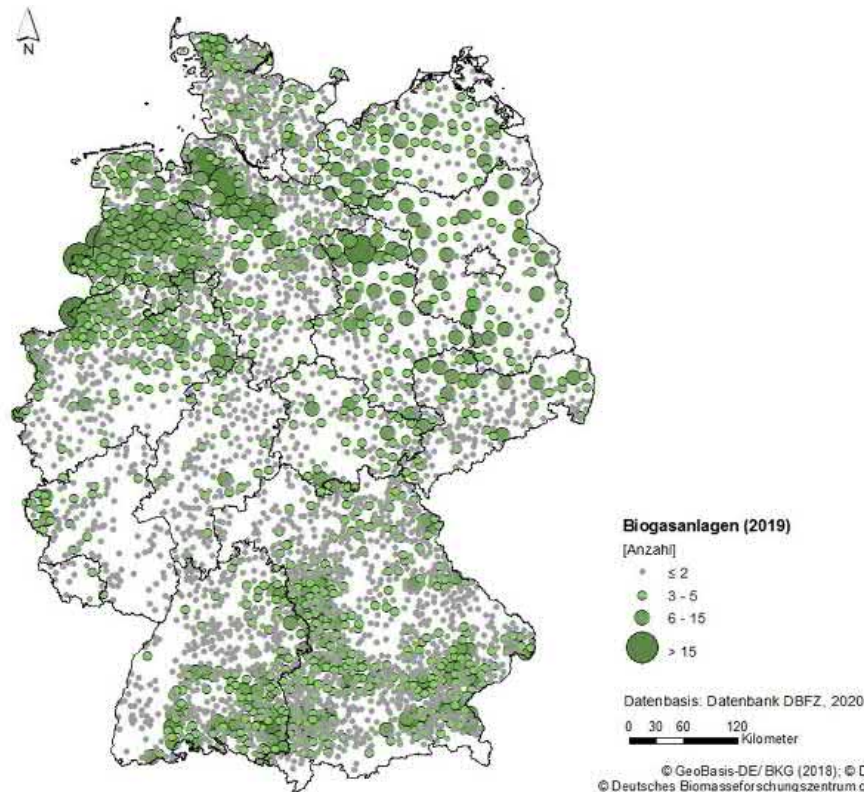 N
Biogasanlagen (2019)
[Anzahl]
≤ 2
3 - 5
6 - 15
> 15
Datenbasis: Datenbank DBFZ, 2020
0 30 60 120
Kilometer
© GeoBasis-DE/ BKG (2018); © D
© Deutsches Biomasseforschungszentrum g